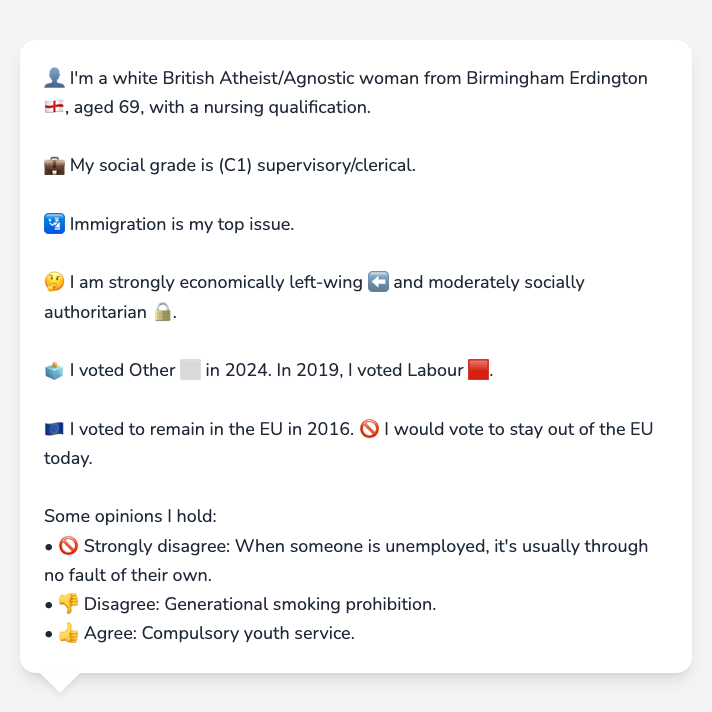 👤 I'm a white British Atheist/Agnostic woman from Birmingham Erdington
🏴󠁧󠁢󠁥󠁮󠁧󠁿, aged 69, with a nursing qualification.
💼 My social grade is (C1) supervisory/clerical.
🛂 Immigration is my top issue.
🤔 I am strongly economically left-wing ⬅️ and moderately socially
authoritarian 🔒.
🗳️ I voted Other ⬜ in 2024. In 2019, I voted Labour 🟥.
🇪🇺 I voted to remain in the EU in 2016. 🚫 I would vote to stay out of the EU
today.
Some opinions I hold:
• 🚫 Strongly disagree: When someone is unemployed, it's usually through
no fault of their own.
• 👎 Disagree: Generational smoking prohibition.
• 👍 Agree: Compulsory youth service.